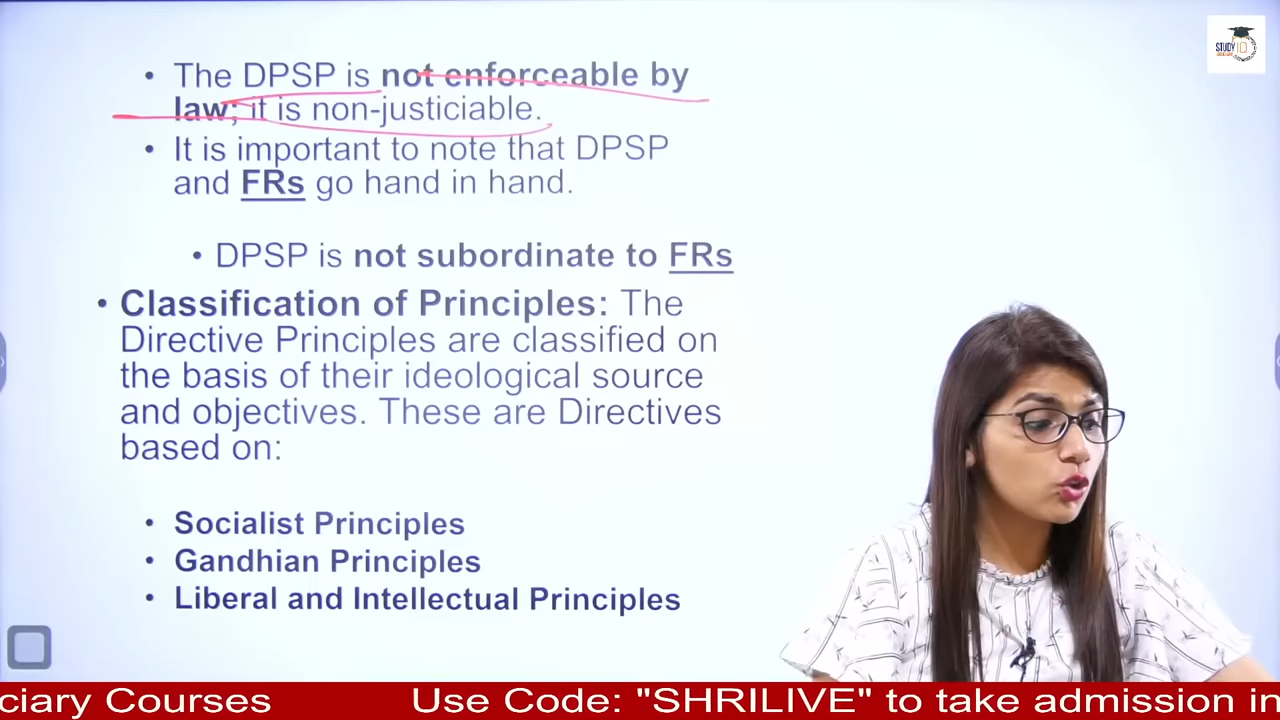 STUDY IQ
• The DPSP is not enforceable by
law; it is non-justiciable.
• It is important to note that DPSP
and FRs go hand in hand.
• DPSP is not subordinate to FRs
• Classification of Principles: The
Directive Principles are classified on
the basis of their ideological source
and objectives. These are Directives
based on:
• Socialist Principles
• Gandhian Principles
• Liberal and Intellectual Principles
ciary Courses Use Code: "SHRILIVE" to take admission in